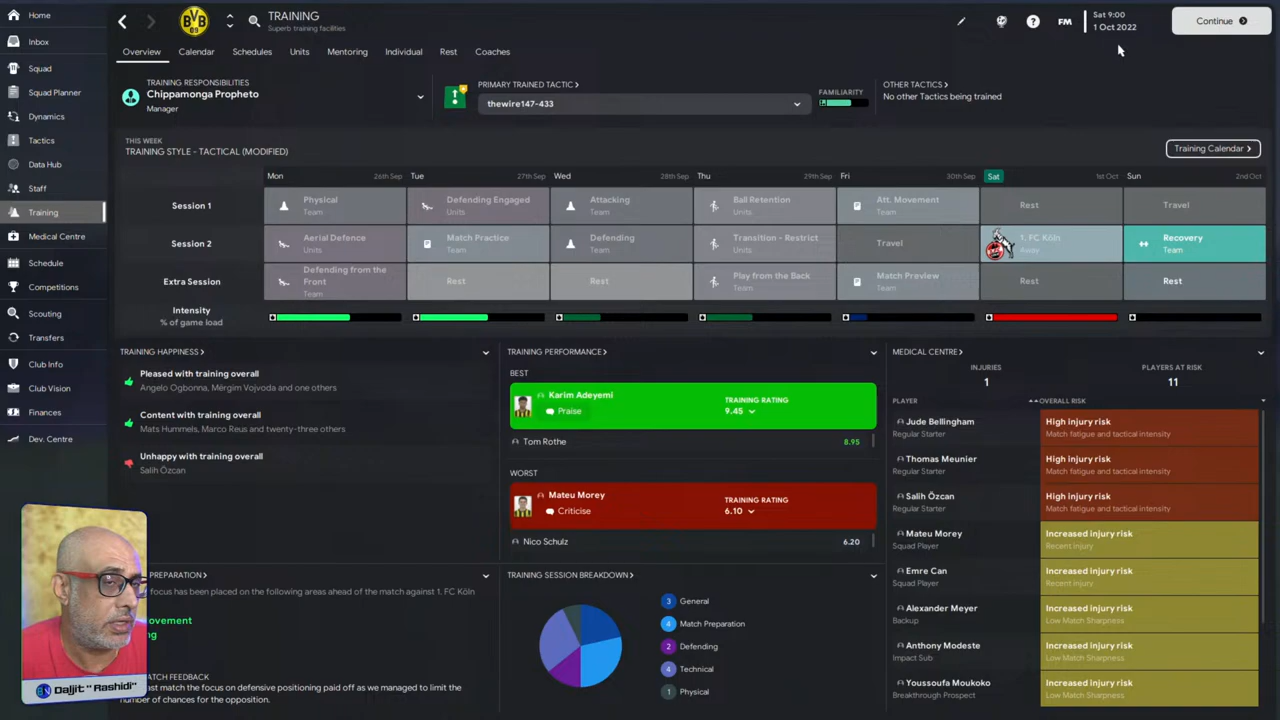 Home
Inbox
Squad
Squad Planner
Dynamics
Tactics
Data Hub
Staff
Training
Medical Centre
Schedule
Competitions
Scouting
Transfers
Club Info
Club Vision
Finances
Dev. Centre
BVB
09
TRAINING
Superb training facilities
FM
Sat 9:00
1 Oct 2022
Continue
Overview
Calendar
Schedules
Units
Mentoring
Individual
Rest
Coaches
TRAINING RESPONSIBILITIES
Chippamonga Propheto
Manager
PRIMARY TRAINED TACTIC
thewire147-433
FAMILIARITY
OTHER TACTICS
No other Tactics being trained
THIS WEEK
TRAINING STYLE - TACTICAL (MODIFIED)
Training Calendar
Mon 26th Sep
Tue 27th Sep
Wed 28th Sep
Thu 29th Sep
Fri 30th Sep
Sat 1st Oct
Sun 2nd Oct
Session 1
Physical
Team
Defending Engaged
Units
Attacking
Team
Ball Retention
Units
Att. Movement
Team
Rest
Travel
Session 2
Aerial Defence
Units
Match Practice
Team
Defending
Team
Transition - Restrict
Units
Travel
1. FC Köln
Away
Recovery
Team
Extra Session
Defending from the
Front
Team
Rest
Rest
Play from the Back
Units
Match Preview
Team
Rest
Rest
Intensity
% of game load
TRAINING HAPPINESS
Pleased with training overall
Angelo Ogbonna, Mërgim Vojvoda and one others
Content with training overall
Mats Hummels, Marco Reus and twenty-three others
Unhappy with training overall
Salih Özcan
TRAINING PERFORMANCE
BEST
Karim Adeyemi
Praise
TRAINING RATING
9.45
Tom Rothe
8.95
WORST
Mateu Morey
Criticise
TRAINING RATING
6.10
Nico Schulz
6.20
MEDICAL CENTRE
INJURIES
1
PLAYERS AT RISK
11
PLAYER
OVERALL RISK
Jude Bellingham
Regular Starter
High injury risk
Match fatigue and tactical intensity
Thomas Meunier
Regular Starter
High injury risk
Match fatigue and tactical intensity
Salih Özcan
Regular Starter
High injury risk
Match fatigue and tactical intensity
Mateu Morey
Squad Player
Increased injury risk
Recent injury
Emre Can
Squad Player
Increased injury risk
Recent injury
Alexander Meyer
Backup
Increased injury risk
Low Match Sharpness
Anthony Modeste
Impact Sub
Increased injury risk
Low Match Sharpness
Youssoufa Moukoko
Breakthrough Prospect
Increased injury risk
Low Match Sharpness
PREPARATION
focus has been placed on the following areas ahead of the match against 1. FC Köln
ATCH FEEDBACK
ast match the focus on defensive positioning paid off as we managed to limit the
number of chances for the opposition.
TRAINING SESSION BREAKDOWN
3 General
4 Match Preparation
2 Defending
4 Technical
1 Physical
Daljit "Rashidi"